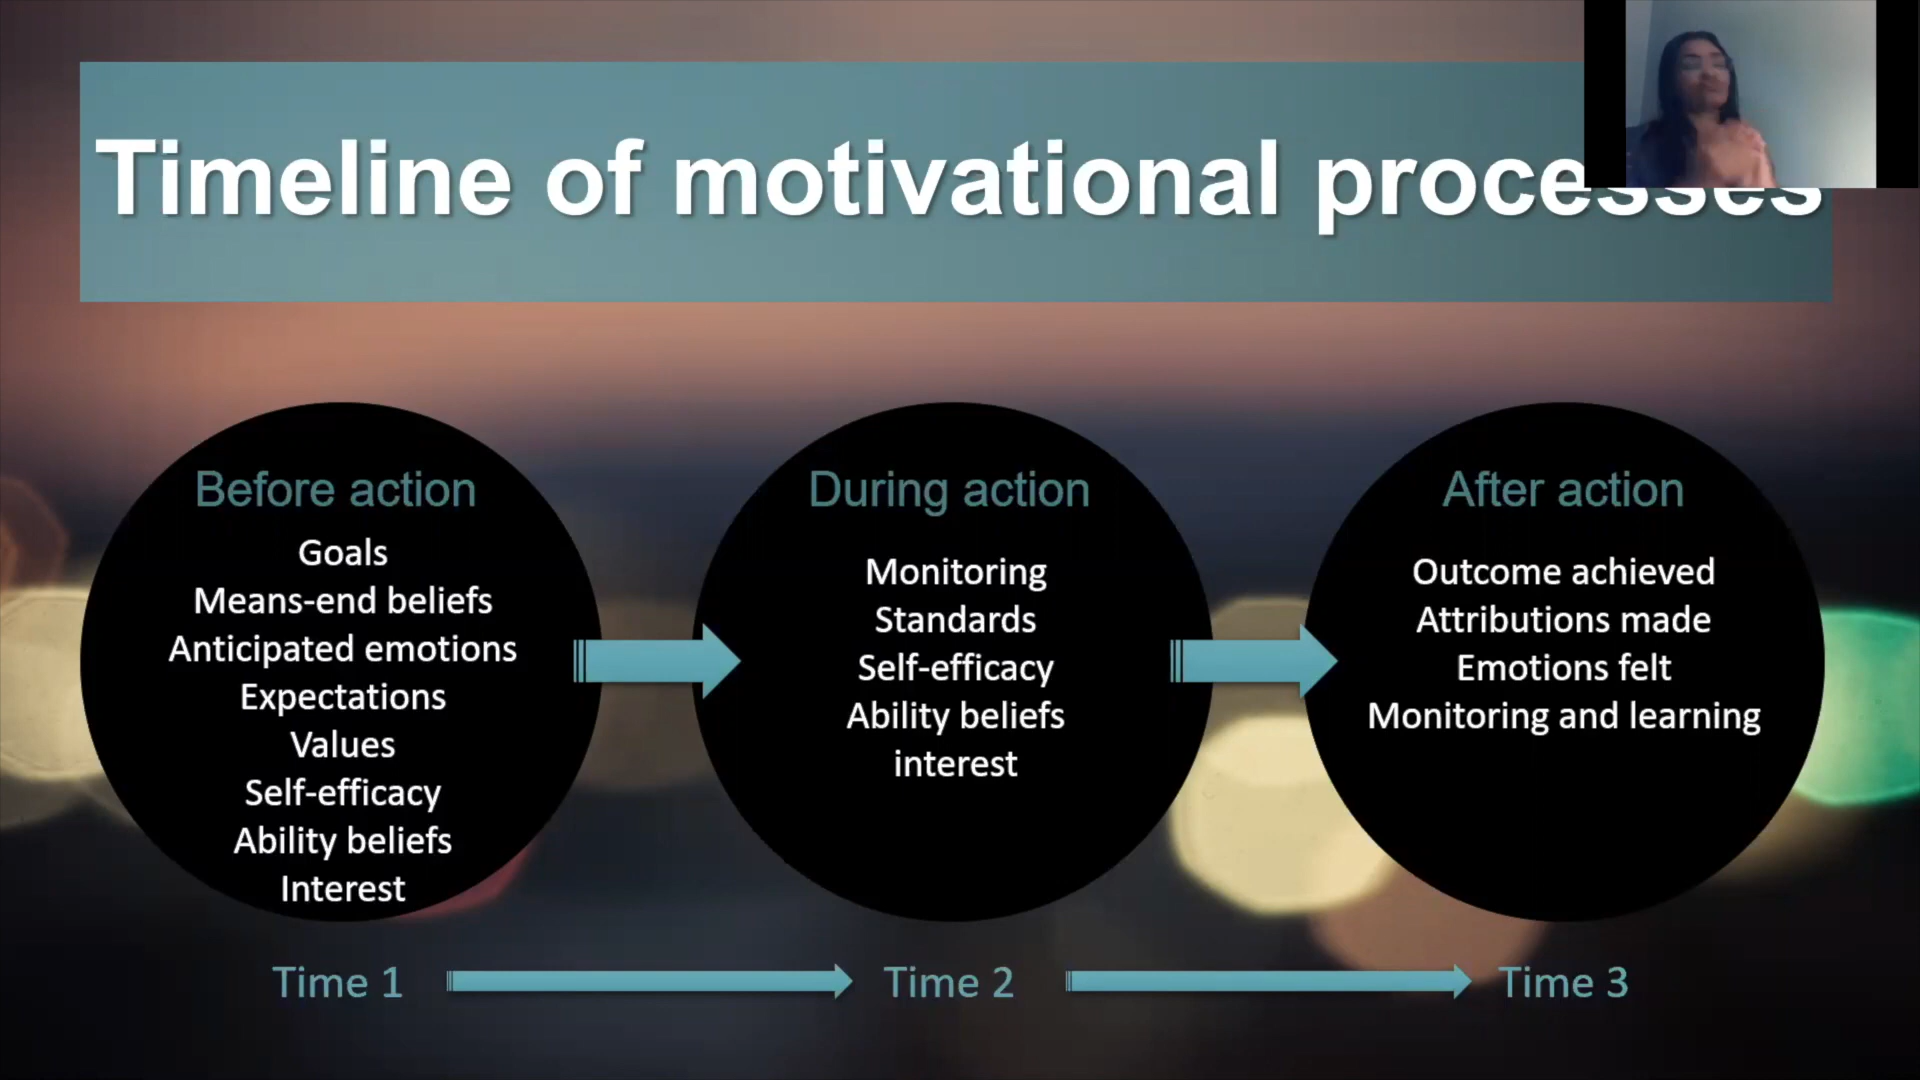 Timeline of motivational processes
Before action
Goals
Means-end beliefs
Anticipated emotions
Expectations
Values
Self-efficacy
Ability beliefs
Interest
During action
Monitoring
Standards
Self-efficacy
Ability beliefs
interest
After action
Outcome achieved
Attributions made
Emotions felt
Monitoring and learning
Time 1
Time 2
Time 3